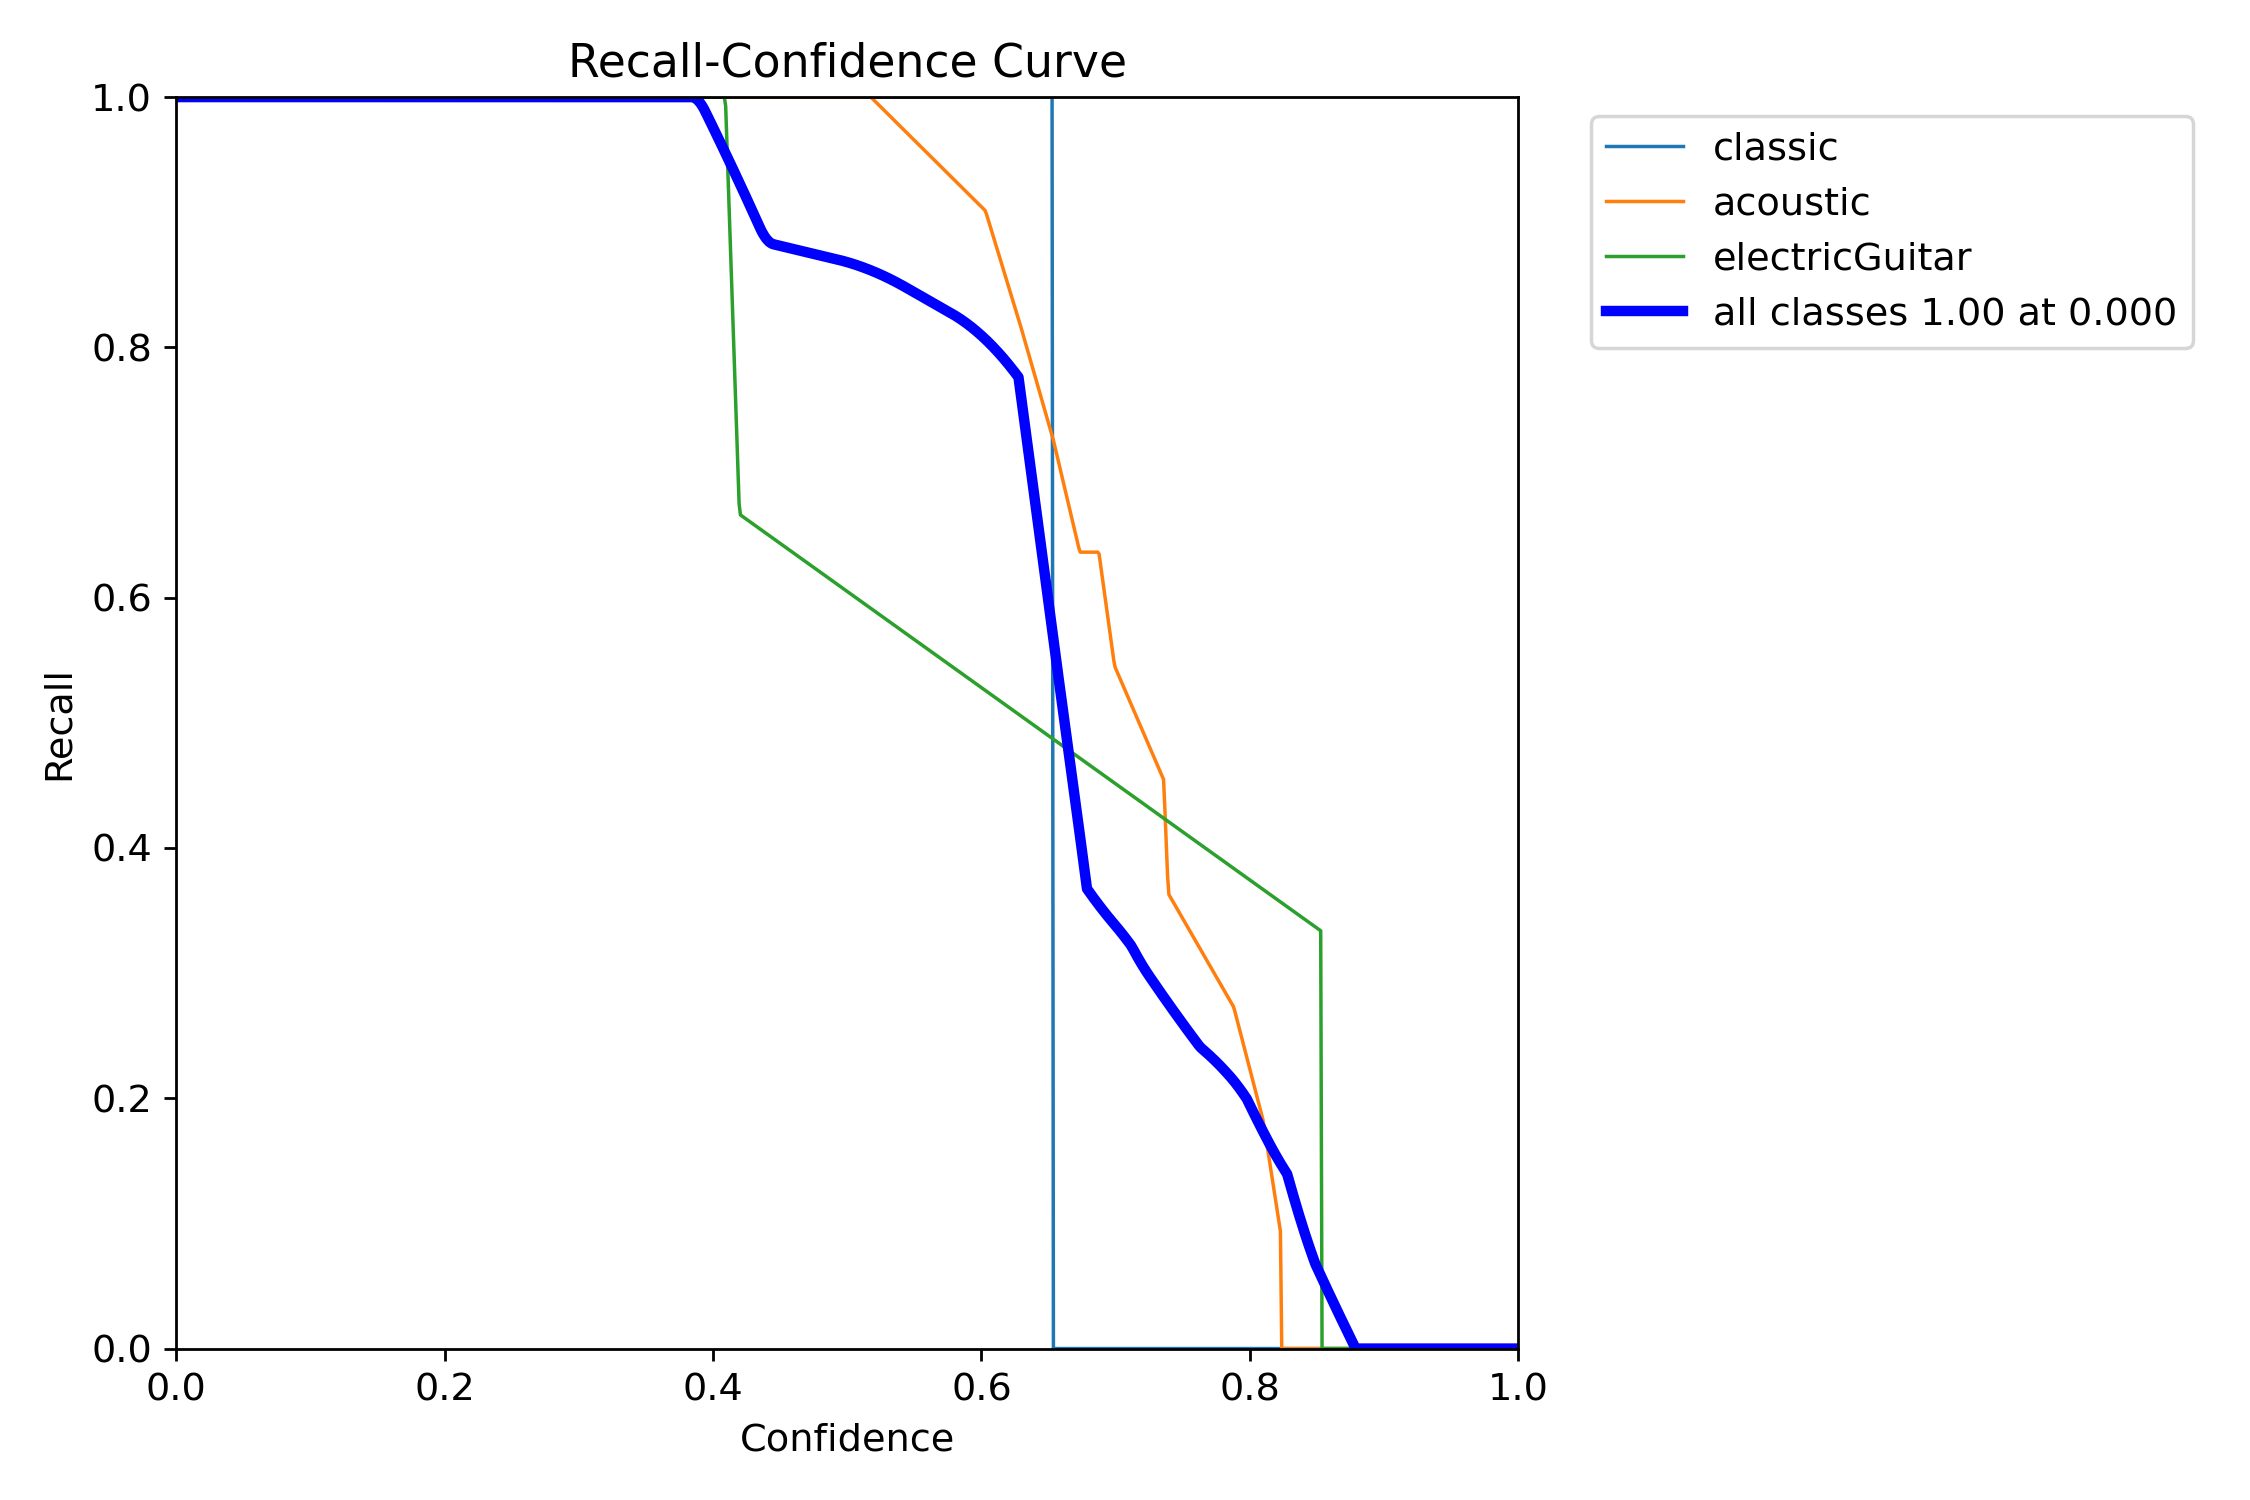 Recall-Confidence Curve
1.0
0.8
0.6
0.4
0.2
0.0
Recall
0.0 0.2 0.4 0.6 0.8 1.0
Confidence
classic
acoustic
electricGuitar
all classes 1.00 at 0.000